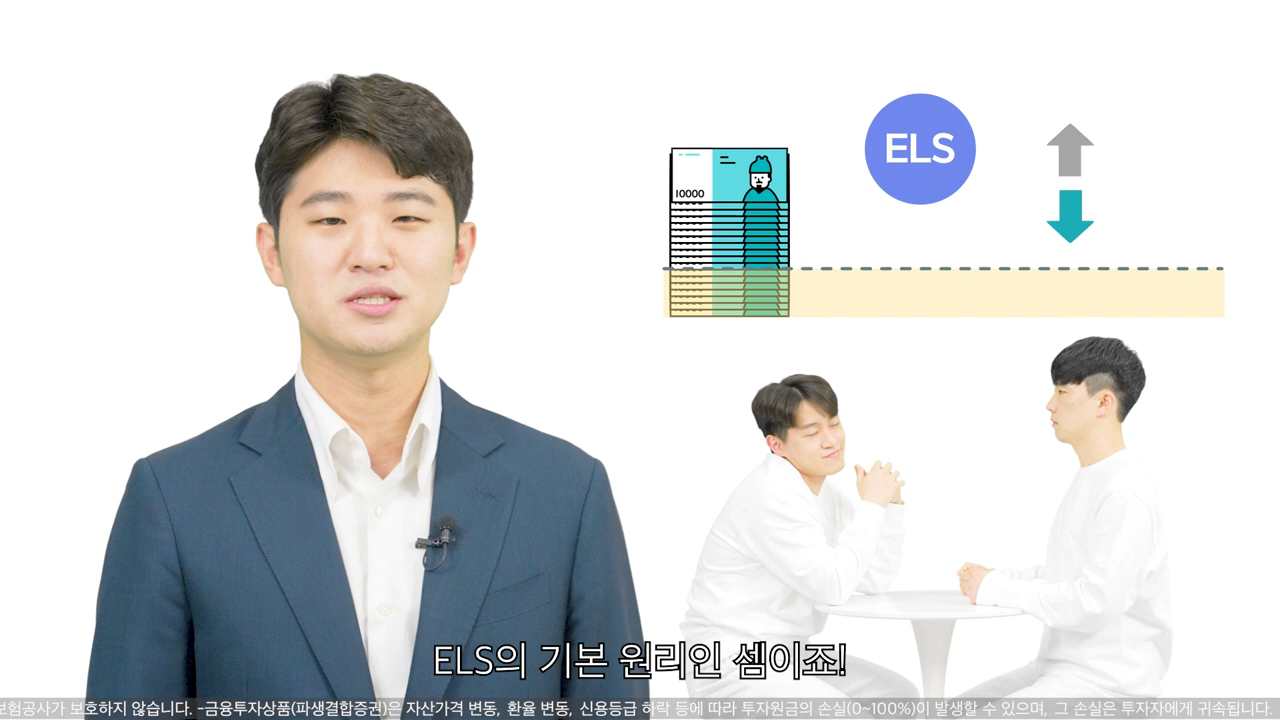 ELS
10000
ELS의 기본 원리인 셈이죠!
보험공사가 보호하지 않습니다. -금융투자상품(파생결합증권)은 자산가격 변동, 환율 변동, 신용등급 하락 등에 따라 투자원금의 손실(0~100%)이 발생할 수 있으며, 그 손실은 투자자에게 귀속됩니다.